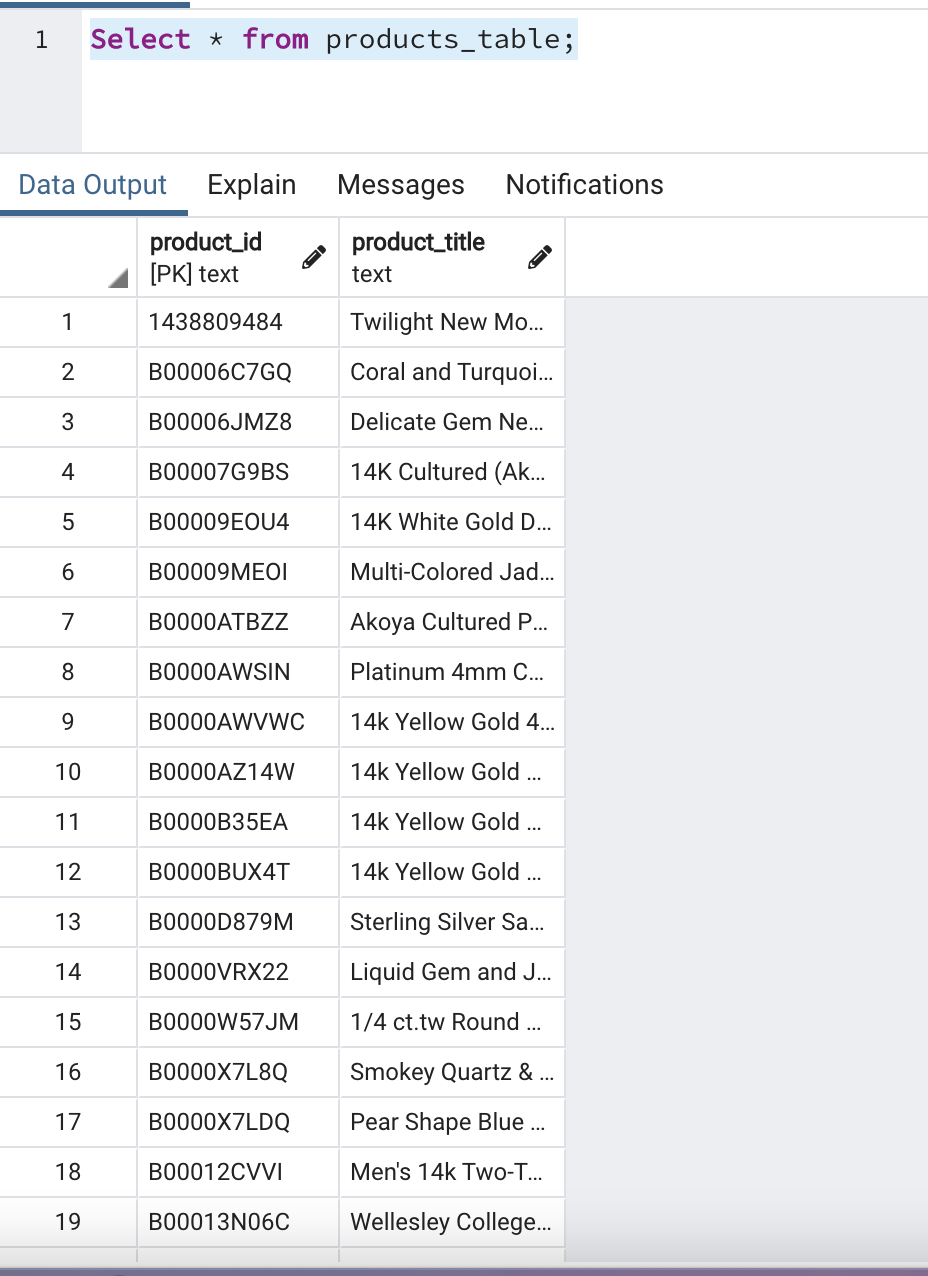 1 Select * from products_table;
Data Output Explain Messages Notifications
product_id product_title
[PK] text text
1 1438809484 Twilight New Mo...
2 B00006C7GQ Coral and Turquoi...
3 B00006JMZ8 Delicate Gem Ne...
4 B00007G9BS 14K Cultured (Ak...
5 B00009EOU4 14K White Gold D...
6 B00009MEOI Multi-Colored Jad...
7 B0000ATBZZ Akoya Cultured P...
8 B0000AWSIN Platinum 4mm C...
9 B0000AWVWC 14k Yellow Gold 4...
10 B0000AZ14W 14k Yellow Gold ...
11 B0000B35EA 14k Yellow Gold ...
12 B0000BUX4T 14k Yellow Gold ...
13 B0000D879M Sterling Silver Sa...
14 B0000VRX22 Liquid Gem and J...
15 B0000W57JM 1/4 ct.tw Round ...
16 B0000X7L8Q Smokey Quartz & ...
17 B0000X7LDQ Pear Shape Blue ...
18 B00012CVVI Men's 14k Two-T...
19 B00013N06C Wellesley College...